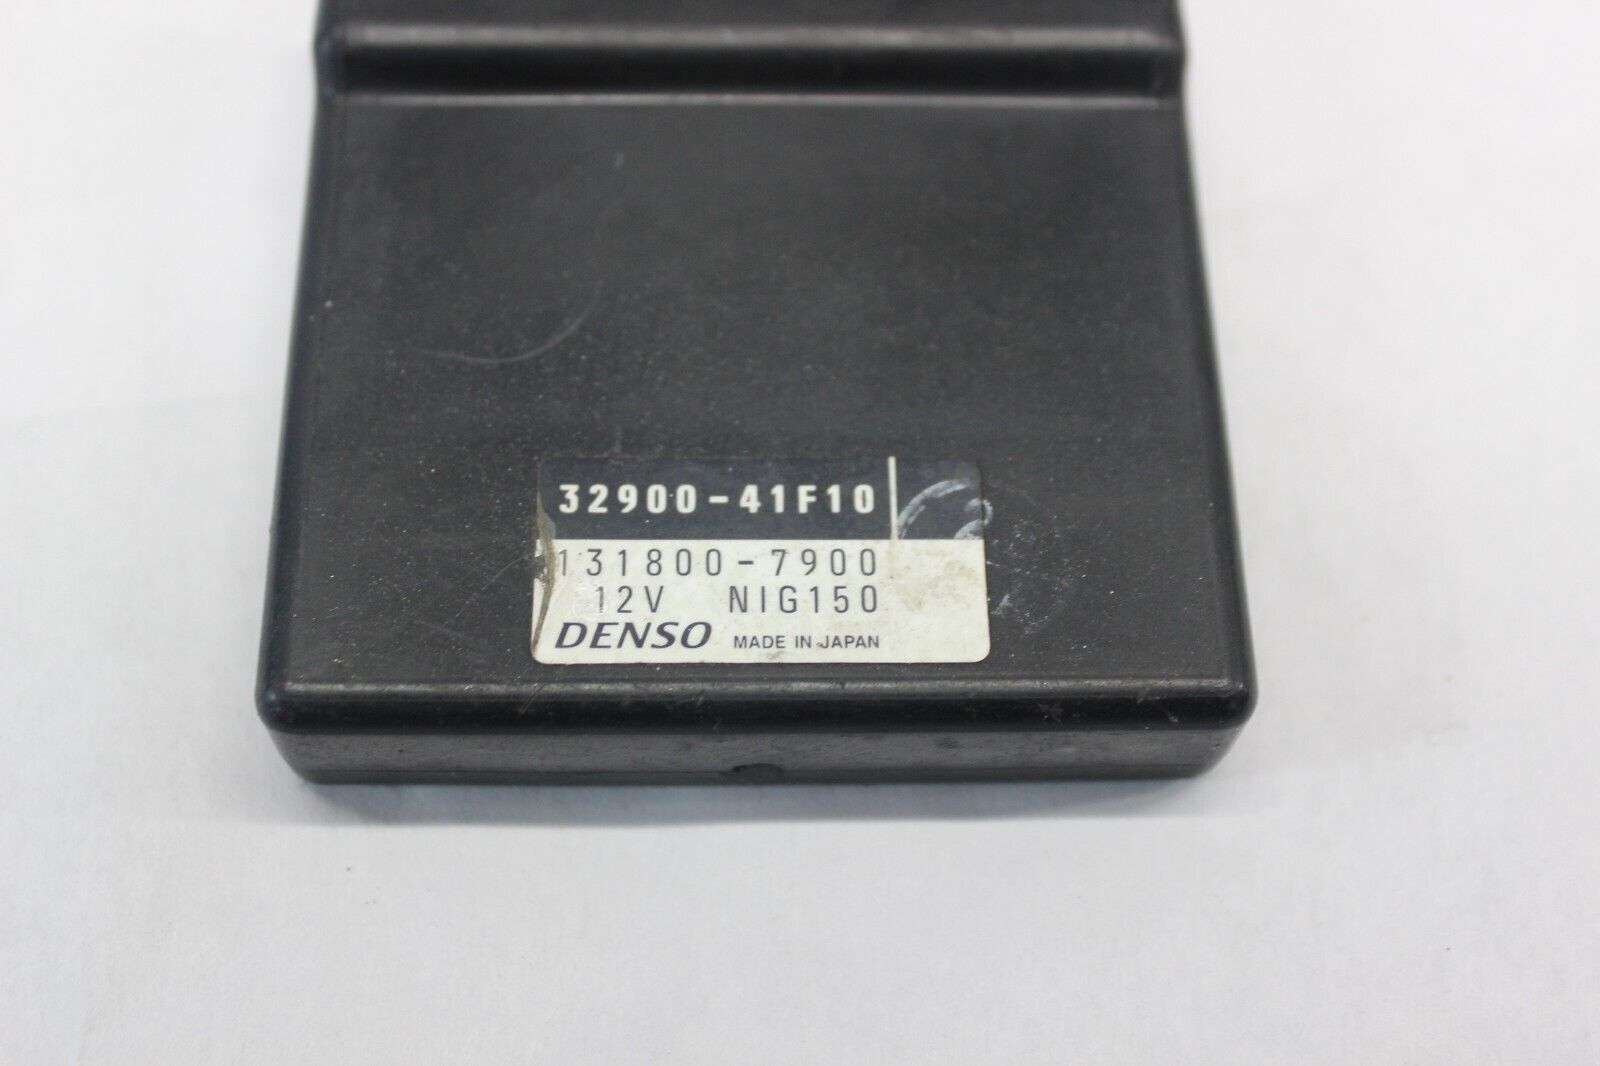 32900-41F10
131800-7900
12V NIG150
DENSO MADE IN JAPAN